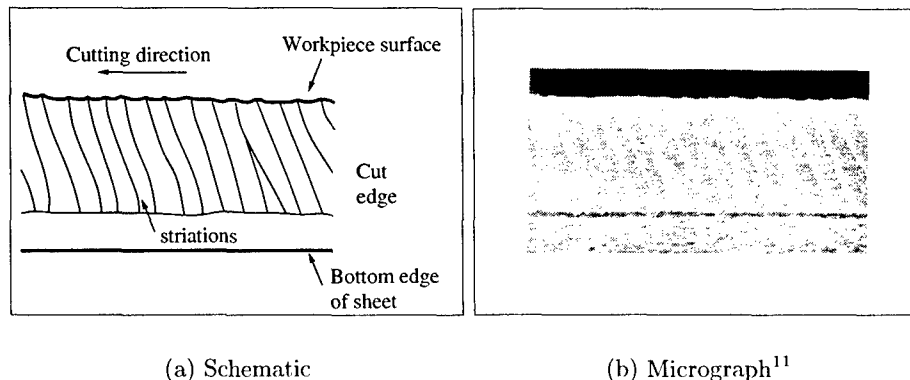 Workpiece surface
Cutting direction
Cut
edge
striations
Bottom edge
of sheet
(a) Schematic
(b) Micrograph11